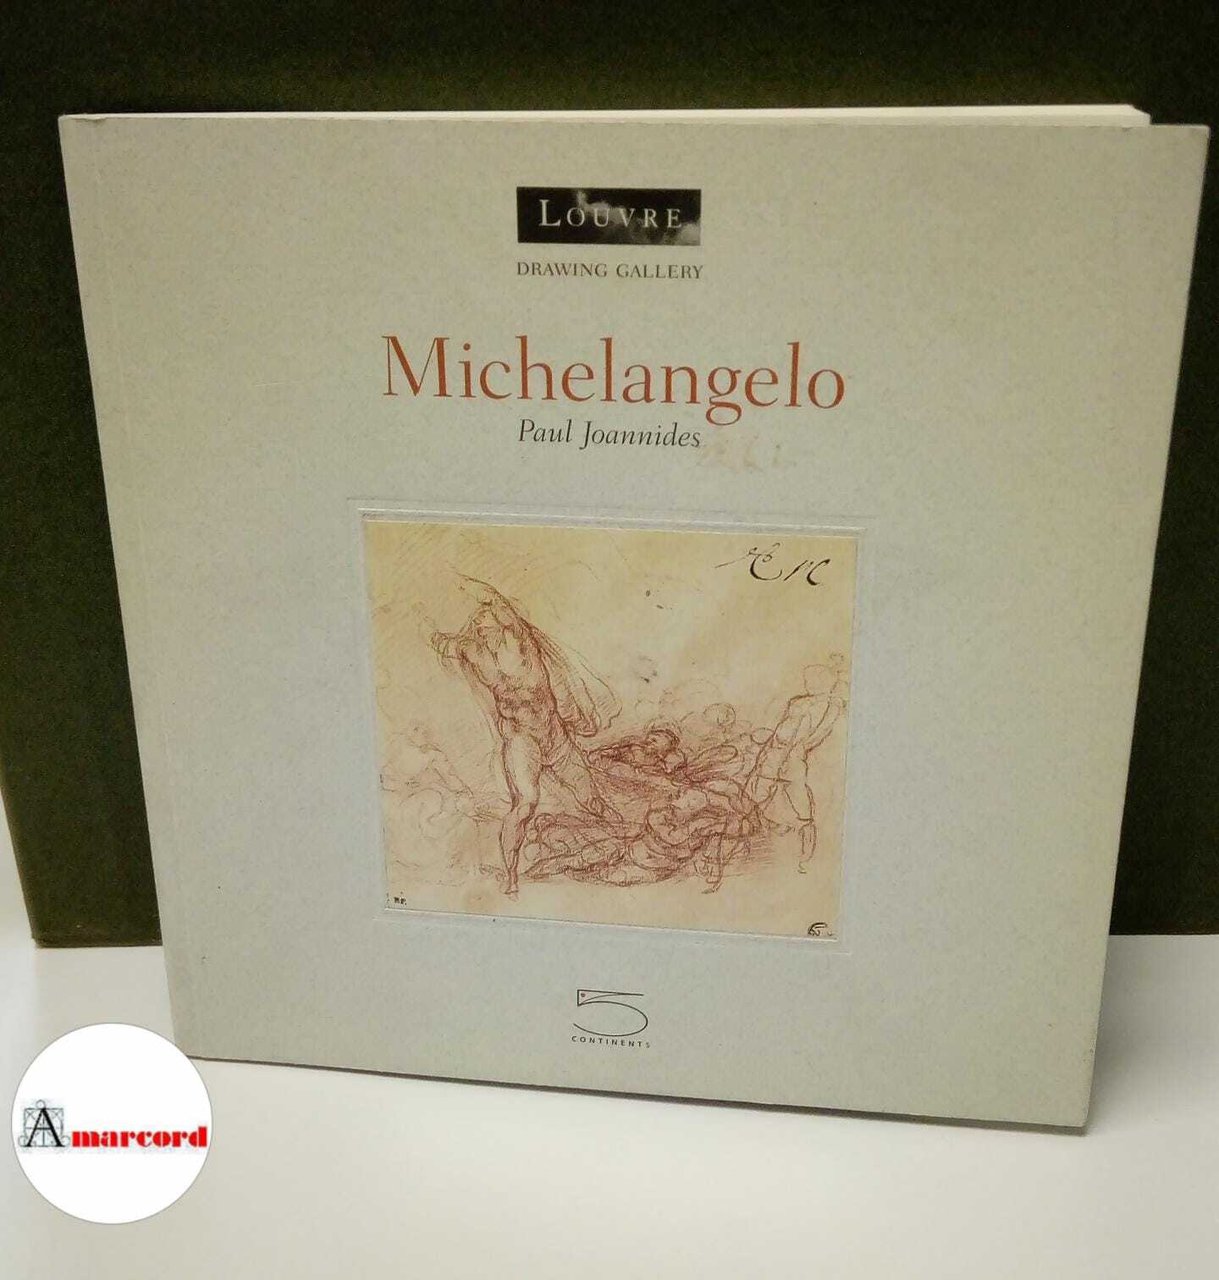 LOUVRE
DRAWING GALLERY
Michelangelo
Paul Joannides
5
CONTINENTS
Amarcord